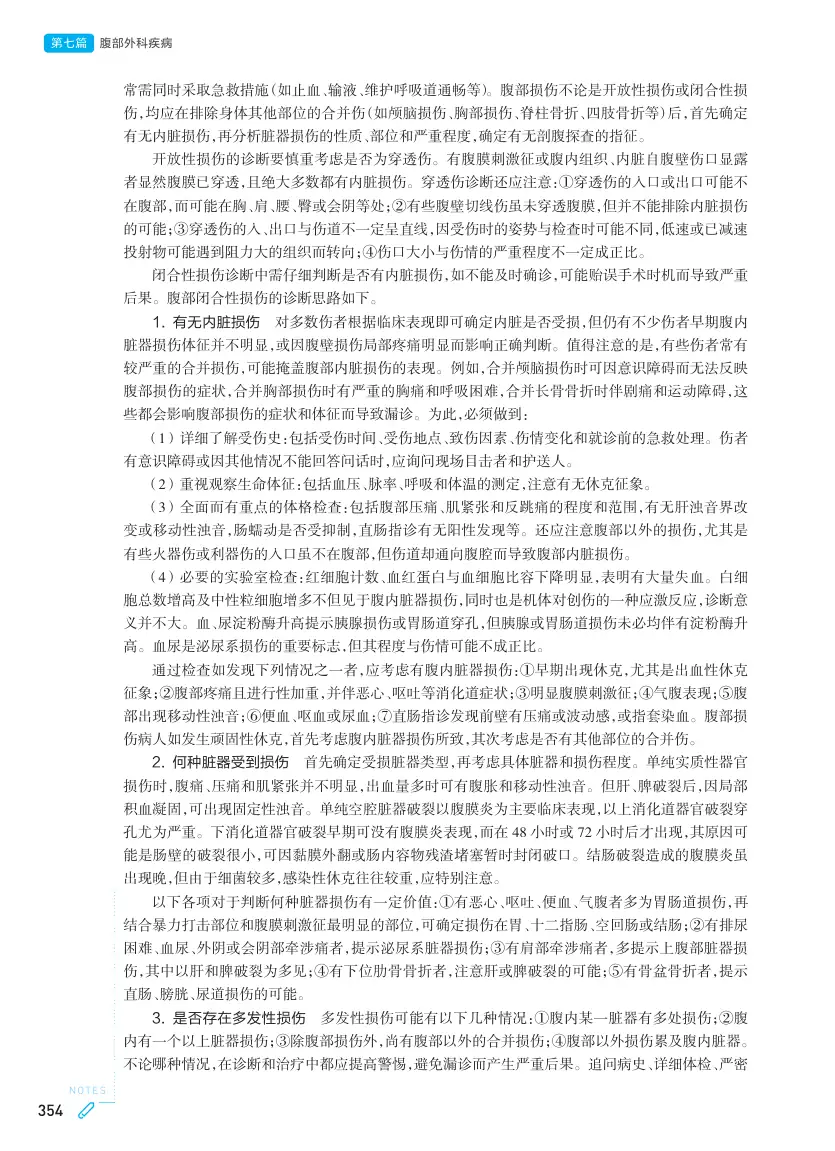 第七篇 腹部外科疾病
常需同时采取急救措施(如止血、输液、维护呼吸道通畅等)。腹部损伤不论是开放性损伤或闭合性损
伤,均应在排除身体其他部位的合并伤(如颅脑损伤、胸部损伤、脊柱骨折、四肢骨折等)后,首先确定
有无内脏损伤,再分析脏器损伤的性质、部位和严重程度,确定有无剖腹探查的指征。
开放性损伤的诊断要慎重考虑是否为穿透伤。有腹膜刺激征或腹内组织、内脏自腹壁伤口显露
者显然腹膜已穿透,且绝大多数都有内脏损伤。穿透伤诊断还应注意:①穿透伤的入口或出口可能不
在腹部,而可能在胸、肩、腰、臀或会阴等处;②有些腹壁切线伤虽未穿透腹膜,但并不能排除内脏损伤
的可能;③穿透伤的入、出口与伤道不一定呈直线,因受伤时的姿势与检查时可能不同,低速或已减速
投射物可能遇到阻力大的组织而转向;④伤口大小与伤情的严重程度不一定成正比。
闭合性损伤诊断中需仔细判断是否有内脏损伤,如不能及时确诊,可能贻误手术时机而导致严重
后果。腹部闭合性损伤的诊断思路如下。
1. 有无内脏损伤 对多数伤者根据临床表现即可确定内脏是否受损,但仍有不少伤者早期腹内
脏器损伤体征并不明显,或因腹壁损伤局部疼痛明显而影响正确判断。值得注意的是,有些伤者常有
较严重的合并损伤,可能掩盖腹部内脏损伤的表现。例如,合并颅脑损伤时可因意识障碍而无法反映
腹部损伤的症状,合并胸部损伤时有严重的胸痛和呼吸困难,合并长骨骨折时伴剧痛和运动障碍,这
些都会影响腹部损伤的症状和体征而导致漏诊。为此,必须做到:
(1)详细了解受伤史:包括受伤时间、受伤地点、致伤因素、伤情变化和就诊前的急救处理。伤者
有意识障碍或因其他情况不能回答问话时,应询问现场目击者和护送人。
(2)重视观察生命体征:包括血压、脉率、呼吸和体温的测定,注意有无休克征象。
(3)全面而有重点的体格检查:包括腹部压痛、肌紧张和反跳痛的程度和范围,有无肝浊音界改
变或移动性浊音,肠蠕动是否受抑制,直肠指诊有无阳性发现等。还应注意腹部以外的损伤,尤其是
有些火器伤或利器伤的入口虽不在腹部,但伤道却通向腹腔而导致腹部内脏损伤。
(4)必要的实验室检查:红细胞计数、血红蛋白与血细胞比容下降明显,表明有大量失血。白细
胞总数增高及中性粒细胞增多不但见于腹内脏器损伤,同时也是机体对创伤的一种应激反应,诊断意
义并不大。血、尿淀粉酶升高提示胰腺损伤或胃肠道穿孔,但胰腺或胃肠道损伤未必均伴有淀粉酶升
高。血尿是泌尿系损伤的重要标志,但其程度与伤情可能不成正比。
通过检查如发现下列情况之一者,应考虑有腹内脏器损伤:①早期出现休克,尤其是出血性休克
征象;②腹部疼痛且进行性加重,并伴恶心、呕吐等消化道症状;③明显腹膜刺激征;④气腹表现;⑤腹
部出现移动性浊音;⑥便血、呕血或尿血;⑦直肠指诊发现前壁有压痛或波动感,或指套染血。腹部损
伤病人如发生顽固性休克,首先考虑腹内脏器损伤所致,其次考虑是否有其他部位的合并伤。
2. 何种脏器受到损伤 首先确定受损脏器类型,再考虑具体脏器和损伤程度。单纯实质性器官
损伤时,腹痛、压痛和肌紧张并不明显,出血量多时可有腹胀和移动性浊音。但肝、脾破裂后,因局部
积血凝固,可出现固定性浊音。单纯空腔脏器破裂以腹膜炎为主要临床表现,以上消化道器官破裂穿
孔尤为严重。下消化道器官破裂早期可没有腹膜炎表现,而在 48 小时或 72 小时后才出现,其原因可
能是肠壁的破裂很小,可因黏膜外翻或肠内容物残渣堵塞暂时封闭破口。结肠破裂造成的腹膜炎虽
出现晚,但由于细菌较多,感染性休克往往较重,应特别注意。
以下各项对于判断何种脏器损伤有一定价值:①有恶心、呕吐、便血、气腹者多为胃肠道损伤,再
结合暴力打击部位和腹膜刺激征最明显的部位,可确定损伤在胃、十二指肠、空回肠或结肠;②有排尿
困难、血尿、外阴或会阴部牵涉痛者,提示泌尿系脏器损伤;③有肩部牵涉痛者,多提示上腹部脏器损
伤,其中以肝和脾破裂为多见;④有下位肋骨骨折者,注意肝或脾破裂的可能;⑤有骨盆骨折者,提示
直肠、膀胱、尿道损伤的可能。
3. 是否存在多发性损伤 多发性损伤可能有以下几种情况:①腹内某一脏器有多处损伤;②腹
内有一个以上脏器损伤;③除腹部损伤外,尚有腹部以外的合并损伤;④腹部以外损伤累及腹内脏器。
不论哪种情况,在诊断和治疗中都应提高警惕,避免漏诊而产生严重后果。追问病史、详细体检、严密
NOTES
354